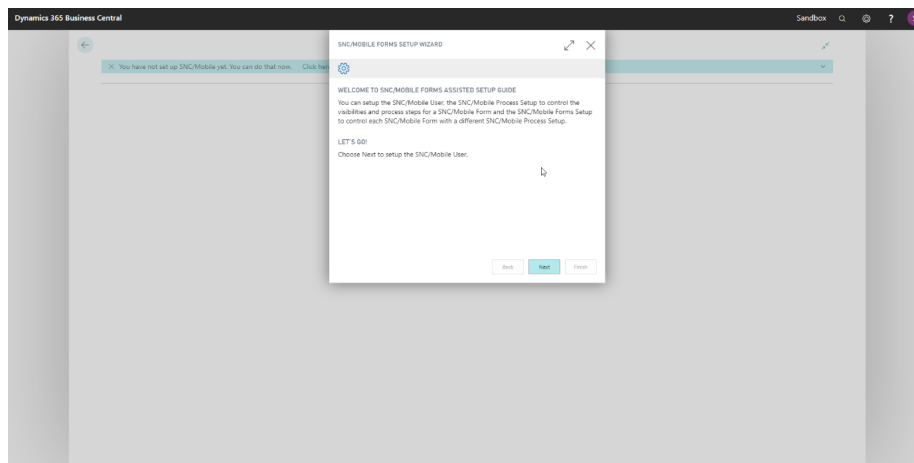 Dynamics 365 Business Central
Sandbox
?
SNC/MOBILE FORMS SETUP WIZARD
You have not set up SNC/Mobile yet. You can do that now. Click here
WELCOME TO SNC/MOBILE FORMS ASSISTED SETUP GUIDE
You can setup the SNC/Mobile User, the SNC/Mobile Process Setup to control the
visibilities and process steps for a SNC/Mobile Form and the SNC/Mobile Forms Setup
to control each SNC/Mobile Form with a different SNC/Mobile Process Setup.
LET'S GO!
Choose Next to setup the SNC/Mobile User.
Back
Next
Finish